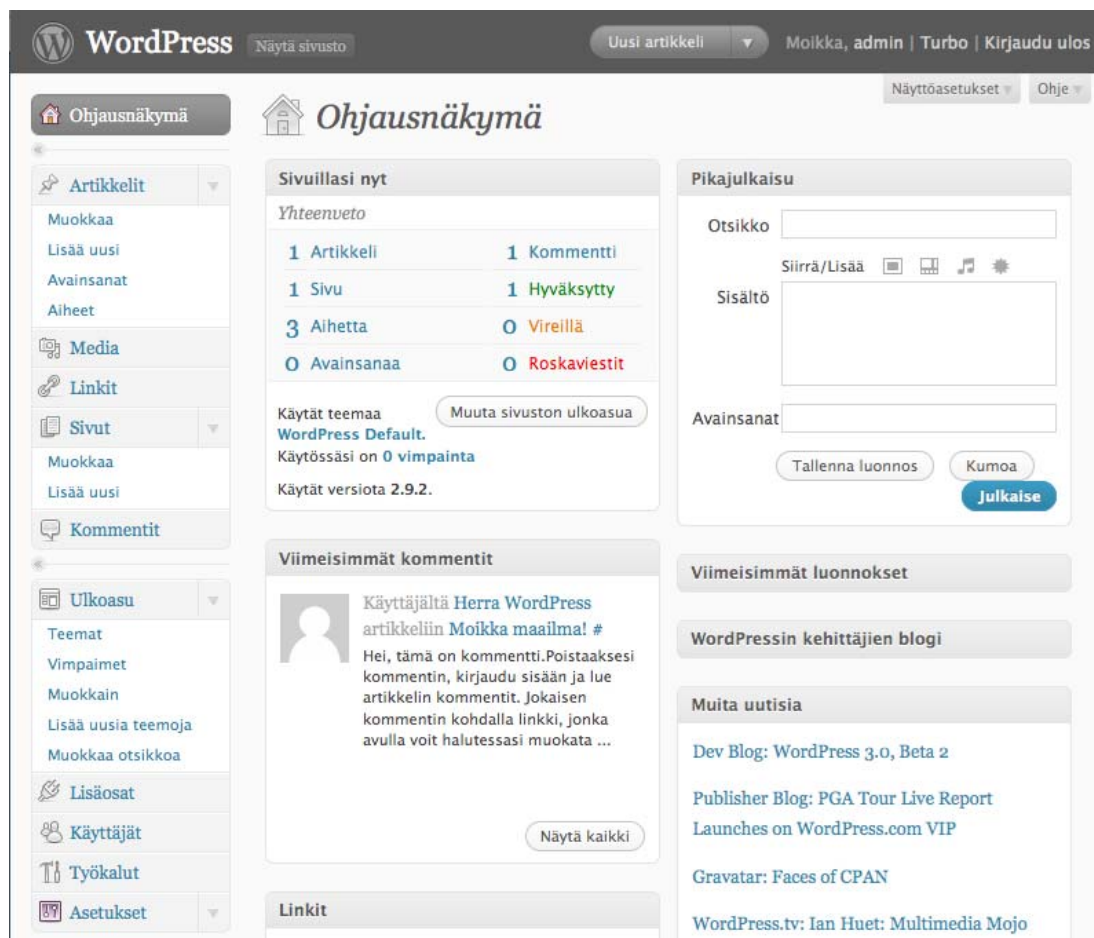 WordPress Näytä sivusto Uusi artikkeli Moikka, admin | Turbo | Kirjaudu ulos
Näyttöasetukset Ohje
Ohjausnäkymä
Artikkelit
Muokkaa
Lisää uusi
Avainsanat
Aiheet
Media
Linkit
Sivut
Muokkaa
Lisää uusi
Kommentit
Ulkoasu
Teemat
Vimpaimet
Muokkain
Lisää uusia teemoja
Muokkaa otsikkoa
Lisäosat
Käyttäjät
Työkalut
Asetukset
Ohjausnäkymä
Sivuillasi nyt
Yhteenveto
1 Artikkeli 1 Kommentti
1 Sivu 1 Hyväksytty
3 Aihetta 0 Vireillä
0 Avainsanaa 0 Roskaviestit
Käytät teemaa
WordPress Default.
Muuta sivuston ulkoasua
Käytössäsi on 0 vimpainta
Käytät versiota 2.9.2.
Viimeisimmät kommentit
Käyttäjältä Herra WordPress
artikkeliin Moikka maailma! #
Hei, tämä on kommentti.Poistaaksesi
kommentin, kirjaudu sisään ja lue
artikkelin kommentit. Jokaisen
kommentin kohdalla linkki, jonka
avulla voit halutessasi muokata ...
Näytä kaikki
Linkit
Pikajulkaisu
Otsikko
Siirrä/Lisää
Sisältö
Avainsanat
Tallenna luonnos Kumoa
Julkaise
Viimeisimmät luonnokset
WordPressin kehittäjien blogi
Muita uutisia
Dev Blog: WordPress 3.0, Beta 2
Publisher Blog: PGA Tour Live Report
Launches on WordPress.com VIP
Gravatar: Faces of CPAN
WordPress.tv: Ian Huet: Multimedia Mojo